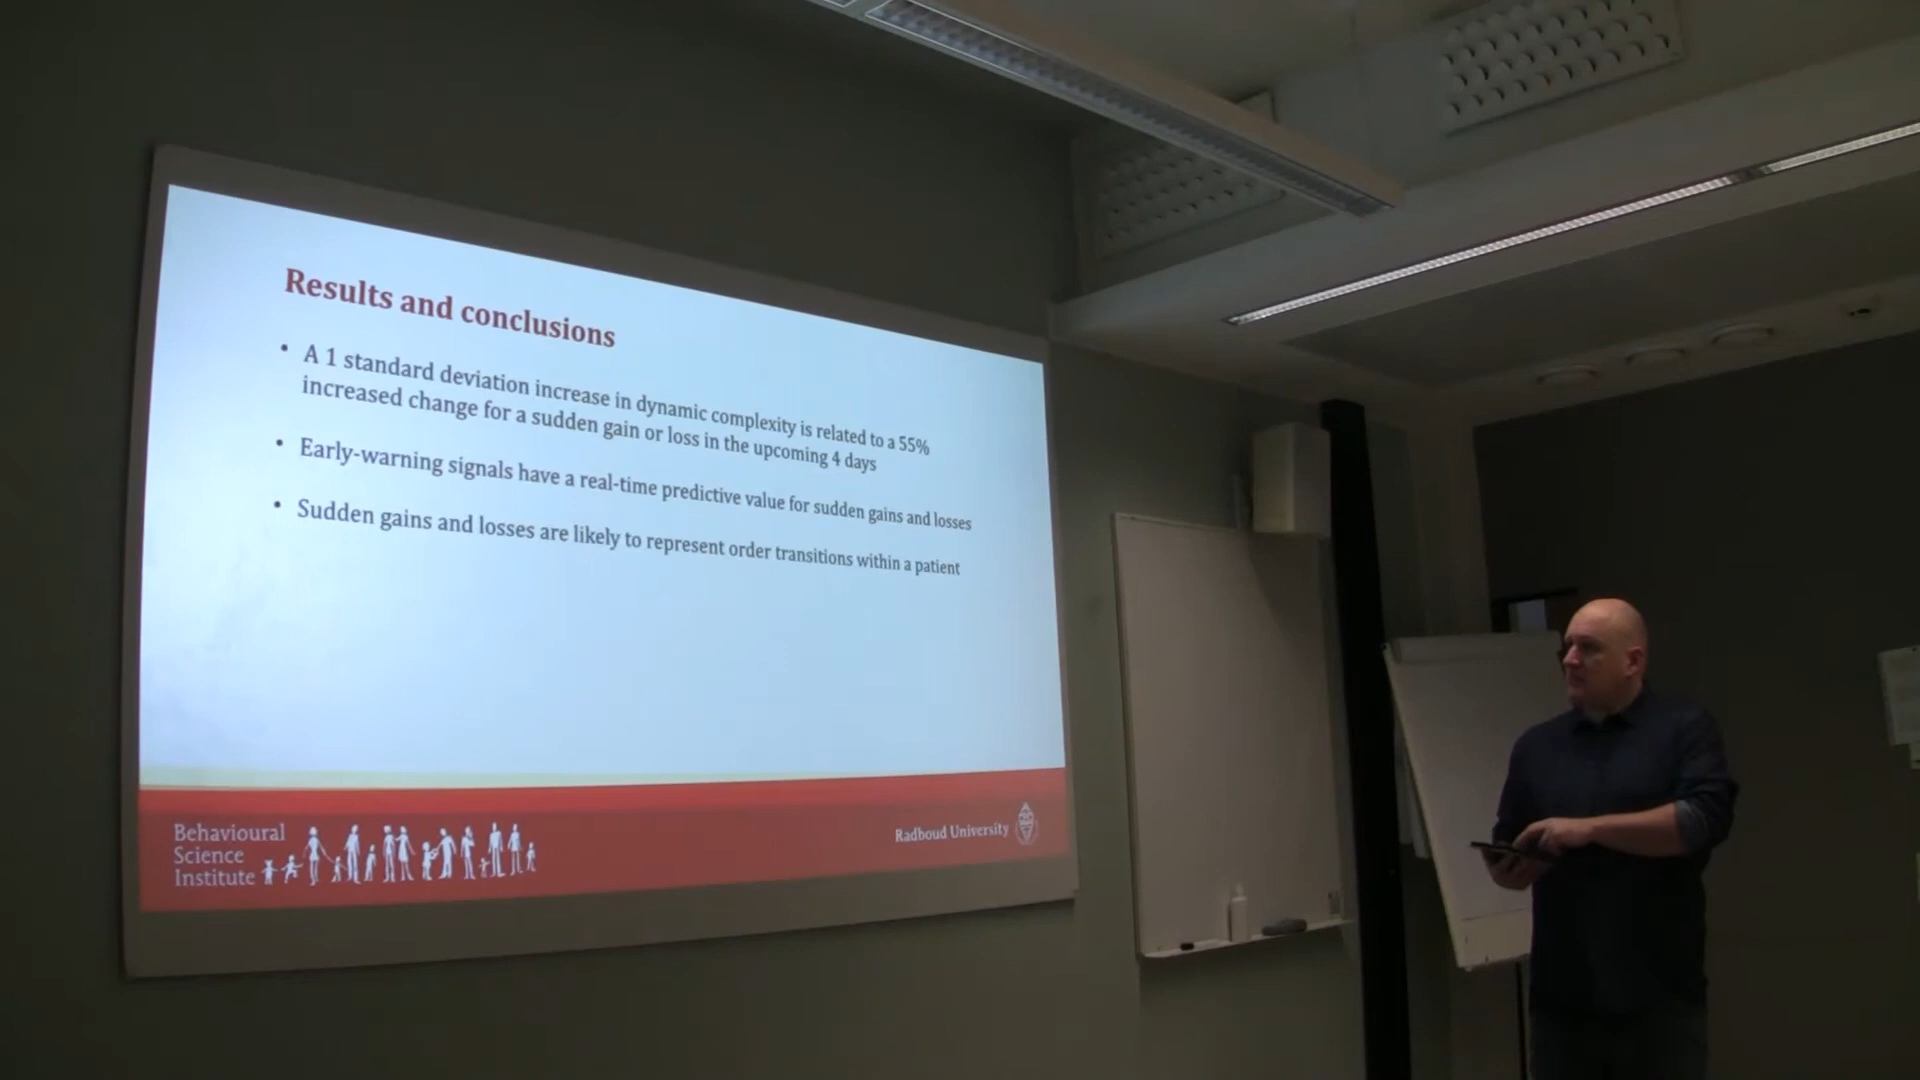 Results and conclusions
• A 1 standard deviation increase in dynamic complexity is related to a 55%
increased change for a sudden gain or loss in the upcoming 4 days
• Early-warning signals have a real-time predictive value for sudden gains and losses
• Sudden gains and losses are likely to represent order transitions within a patient
Behavioural
Science
Institute
Radboud University